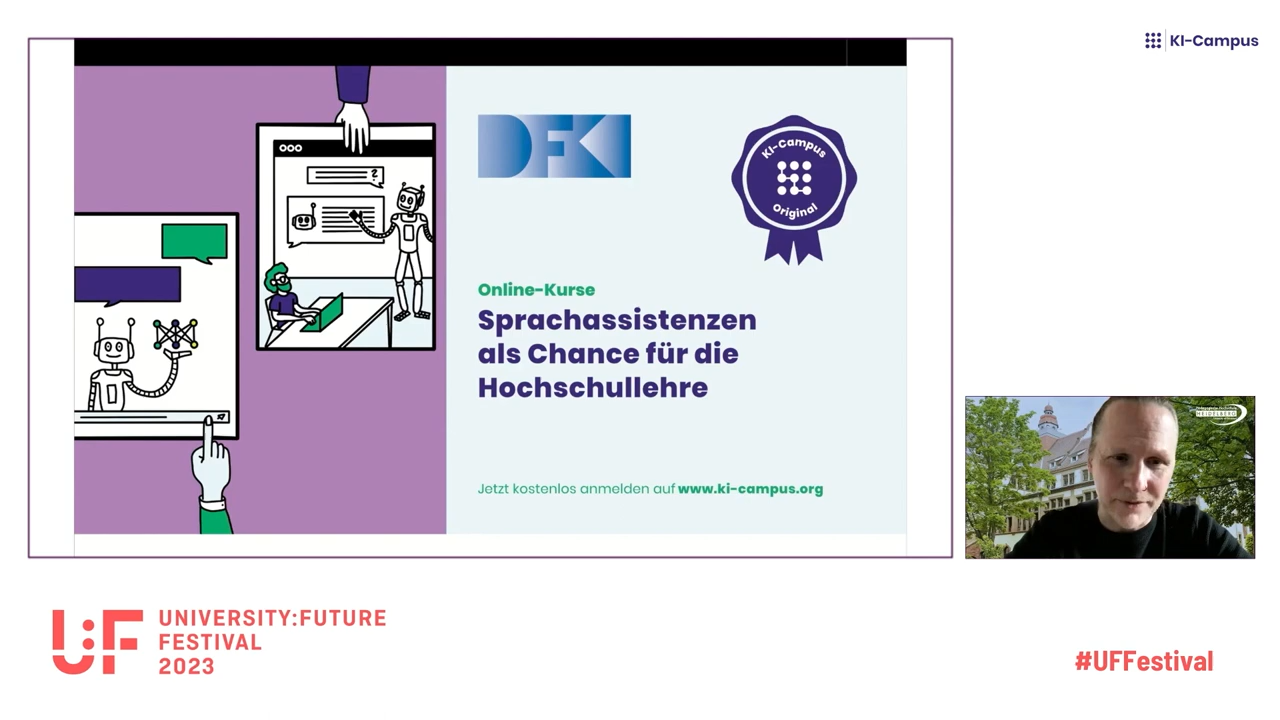 KI-Campus
DFKI
KI-Campus
Original
?
Online-Kurse
Sprachassistenzen
als Chance für die
Hochschullehre
Jetzt kostenlos anmelden auf www.ki-campus.org
HEIDELBERG
U:F
UNIVERSITY:FUTURE
FESTIVAL
2023
#UFFestival